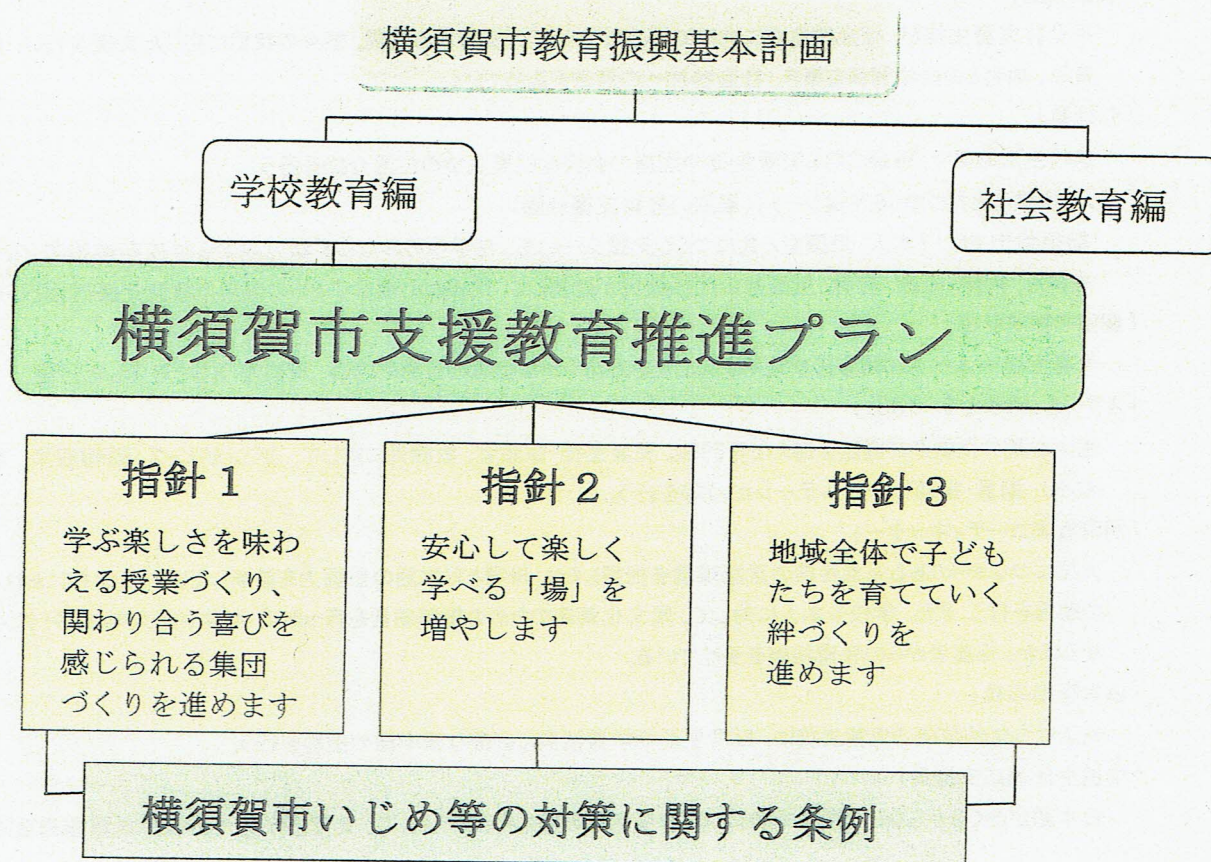 横須賀市教育振興基本計画
学校教育編
社会教育編
横須賀市支援教育推進プラン
指針1
学ぶ楽しさを味わ
える授業づくり、
関わり合う喜びを
感じられる集団
づくりを進めます
指針2
安心して楽しく
学べる「場」を
増やします
指針3
地域全体で子ども
たちを育てていく
絆づくりを
進めます
横須賀市いじめ等の対策に関する条例